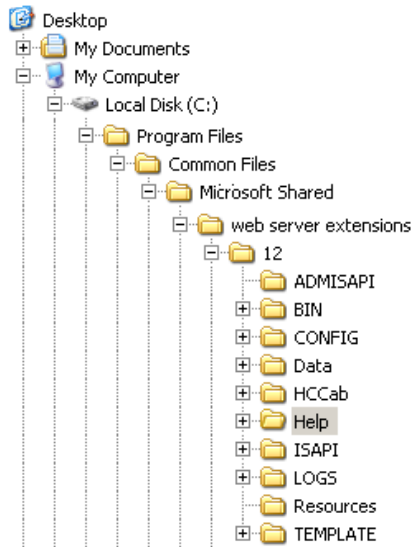 Desktop
My Documents
My Computer
Local Disk (C:)
Program Files
Common Files
Microsoft Shared
web server extensions
12
ADMISAPI
BIN
CONFIG
Data
HCCab
Help
ISAPI
LOGS
Resources
TEMPLATE